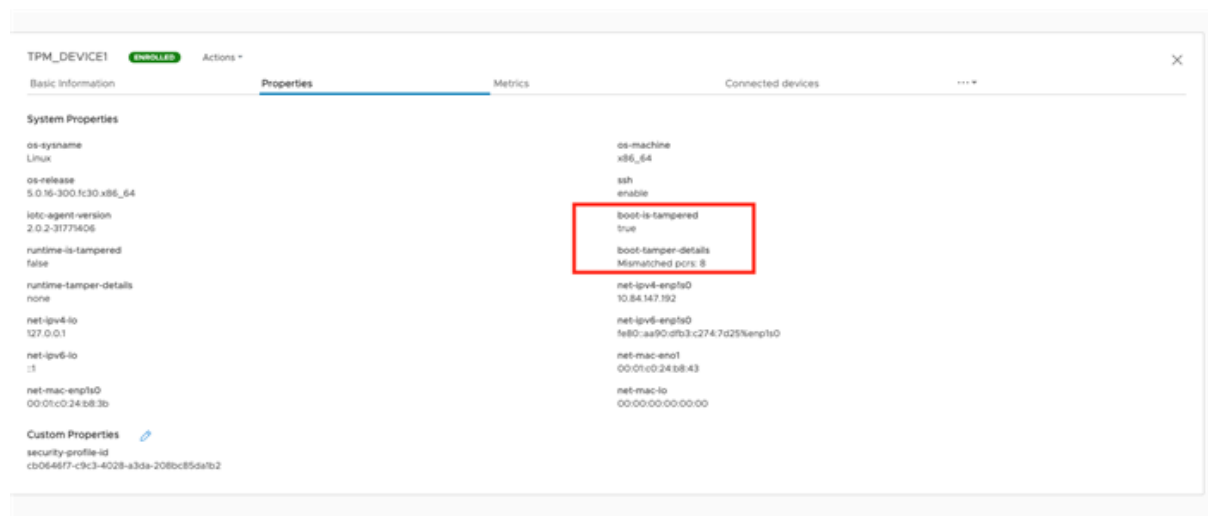 TPM_DEVICE1 ENROLLED Actions
Basic Information Properties Metrics Connected devices ...
System Properties
os-sysname os-machine
Linux x86_64
os-release ssh
5.0.16-300.fc30.x86_64 enable
iotc-agent-version boot-is-tampered
2.0.2-31771406 true
runtime-is-tampered boot-tamper-details
false Mismatched pcrs: 8
runtime-tamper-details net-ipv4-enp1s0
none 10.84.147.192
net-ipv4-lo net-ipv6-enp1s0
127.0.0.1 fe80::aa90:dfb3:c274:7d25%enp1s0
net-ipv6-lo net-mac-eno1
::1 00:01:c0:24:b8:43
net-mac-enp1s0 net-mac-lo
00:01:c0:24:b8:3b 00:00:00:00:00:00
Custom Properties
security-profile-id
cb0646f7-c9c3-4028-a3da-208bc85da1b2